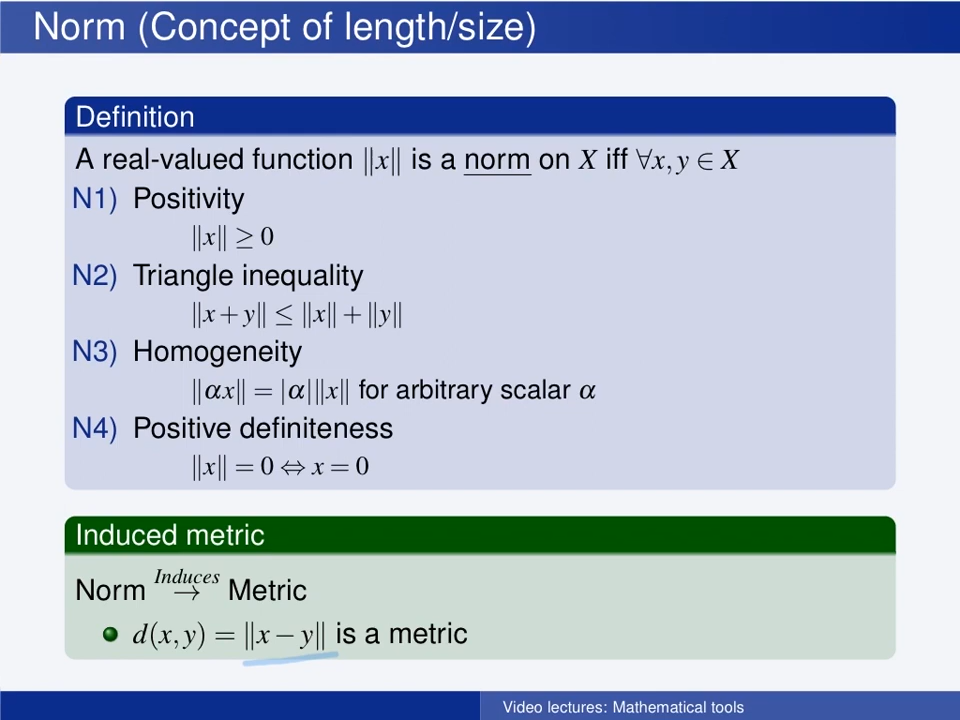 Norm (Concept of length/size)
Definition
A real-valued function ‖x‖ is a norm on X iff ∀x, y ∈ X
N1) Positivity
‖x‖ ≥ 0
N2) Triangle inequality
‖x + y‖ ≤ ‖x‖ + ‖y‖
N3) Homogeneity
‖αx‖ = |α|‖x‖ for arbitrary scalar α
N4) Positive definiteness
‖x‖ = 0 ⇔ x = 0
Induced metric
Norm Induces → Metric
d(x, y) = ‖x − y‖ is a metric
Video lectures: Mathematical tools